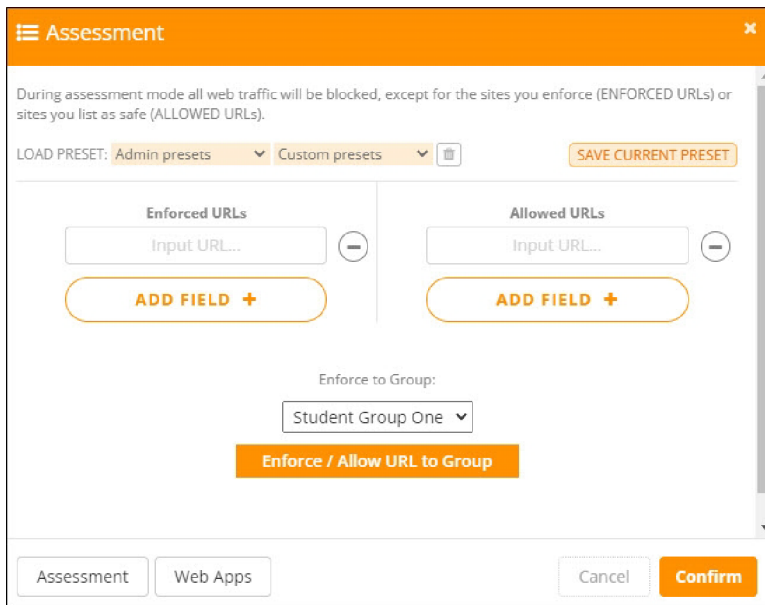 Assessment
During assessment mode all web traffic will be blocked, except for the sites you enforce (ENFORCED URLs) or
sites you list as safe (ALLOWED URLs).
LOAD PRESET: Admin presets Custom presets SAVE CURRENT PRESET
Enforced URLs Allowed URLs
Input URL... Input URL...
ADD FIELD + ADD FIELD +
Enforce to Group:
Student Group One
Enforce / Allow URL to Group
Assessment Web Apps Cancel Confirm